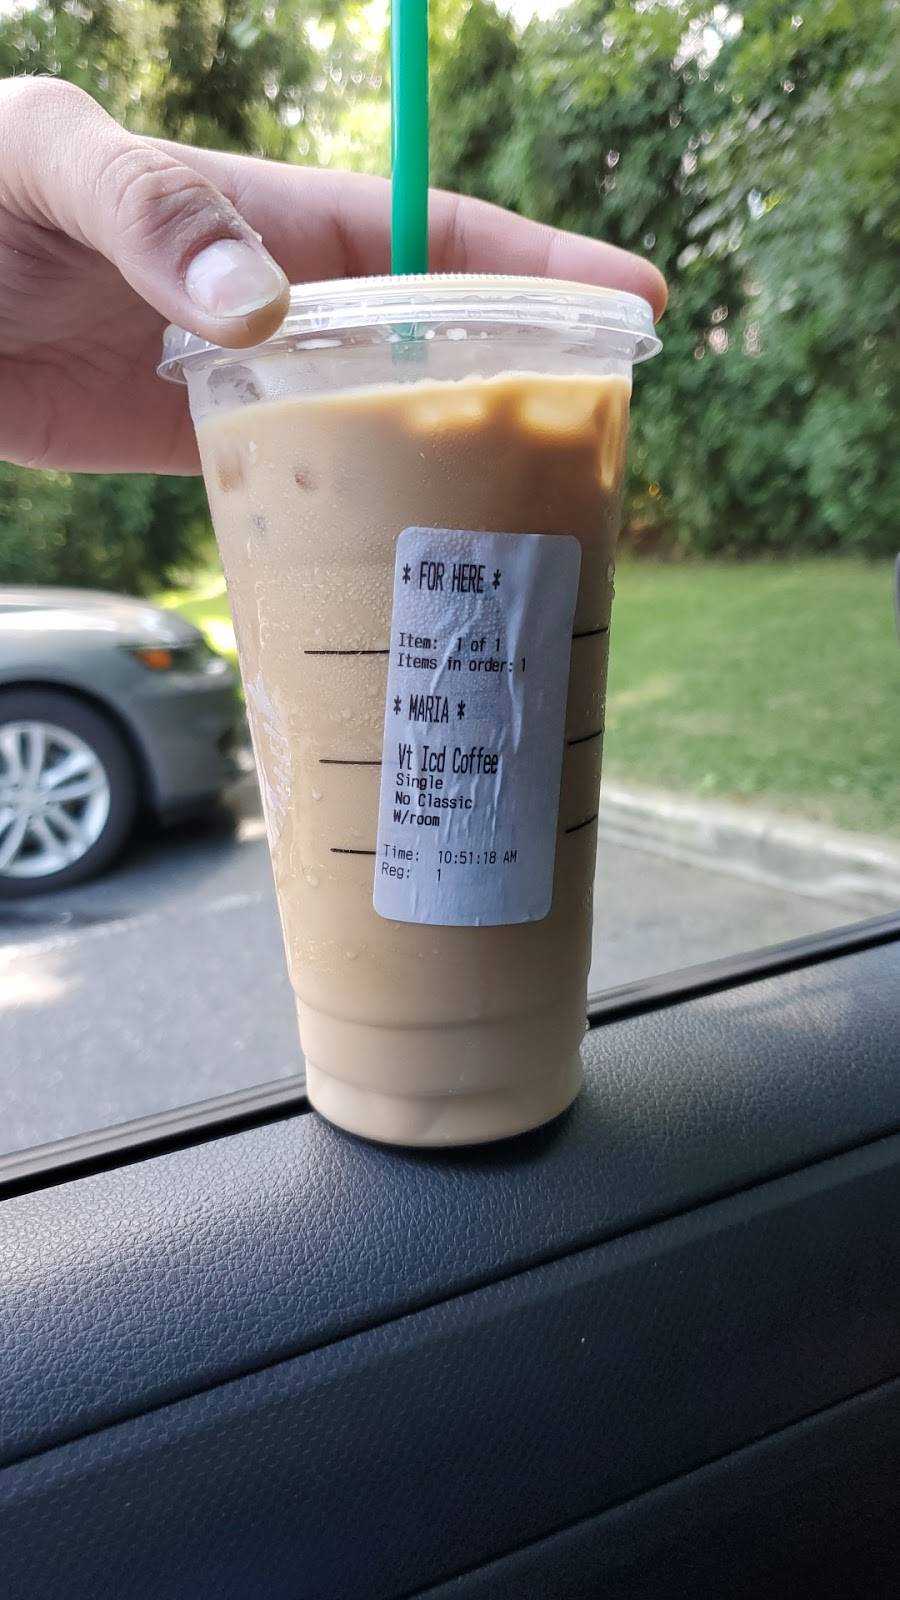 * FOR HERE *
Item: 1 of 1
Items in order: 1
* MARIA *
Vt Icd Coffee
Single
No Classic
W/room
Time: 10:51:18 AM
Reg: 1